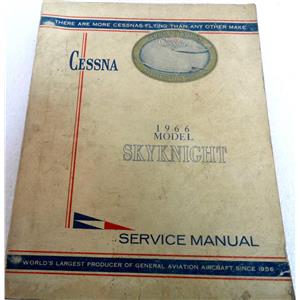 THERE ARE MORE CESSNAS FLYING THAN ANY OTHER MAKE
CESSNA
1966
MODEL
SKYKNIGHT
SERVICE MANUAL
WORLD'S LARGEST PRODUCER OF GENERAL AVIATION AIRCRAFT SINCE 1956